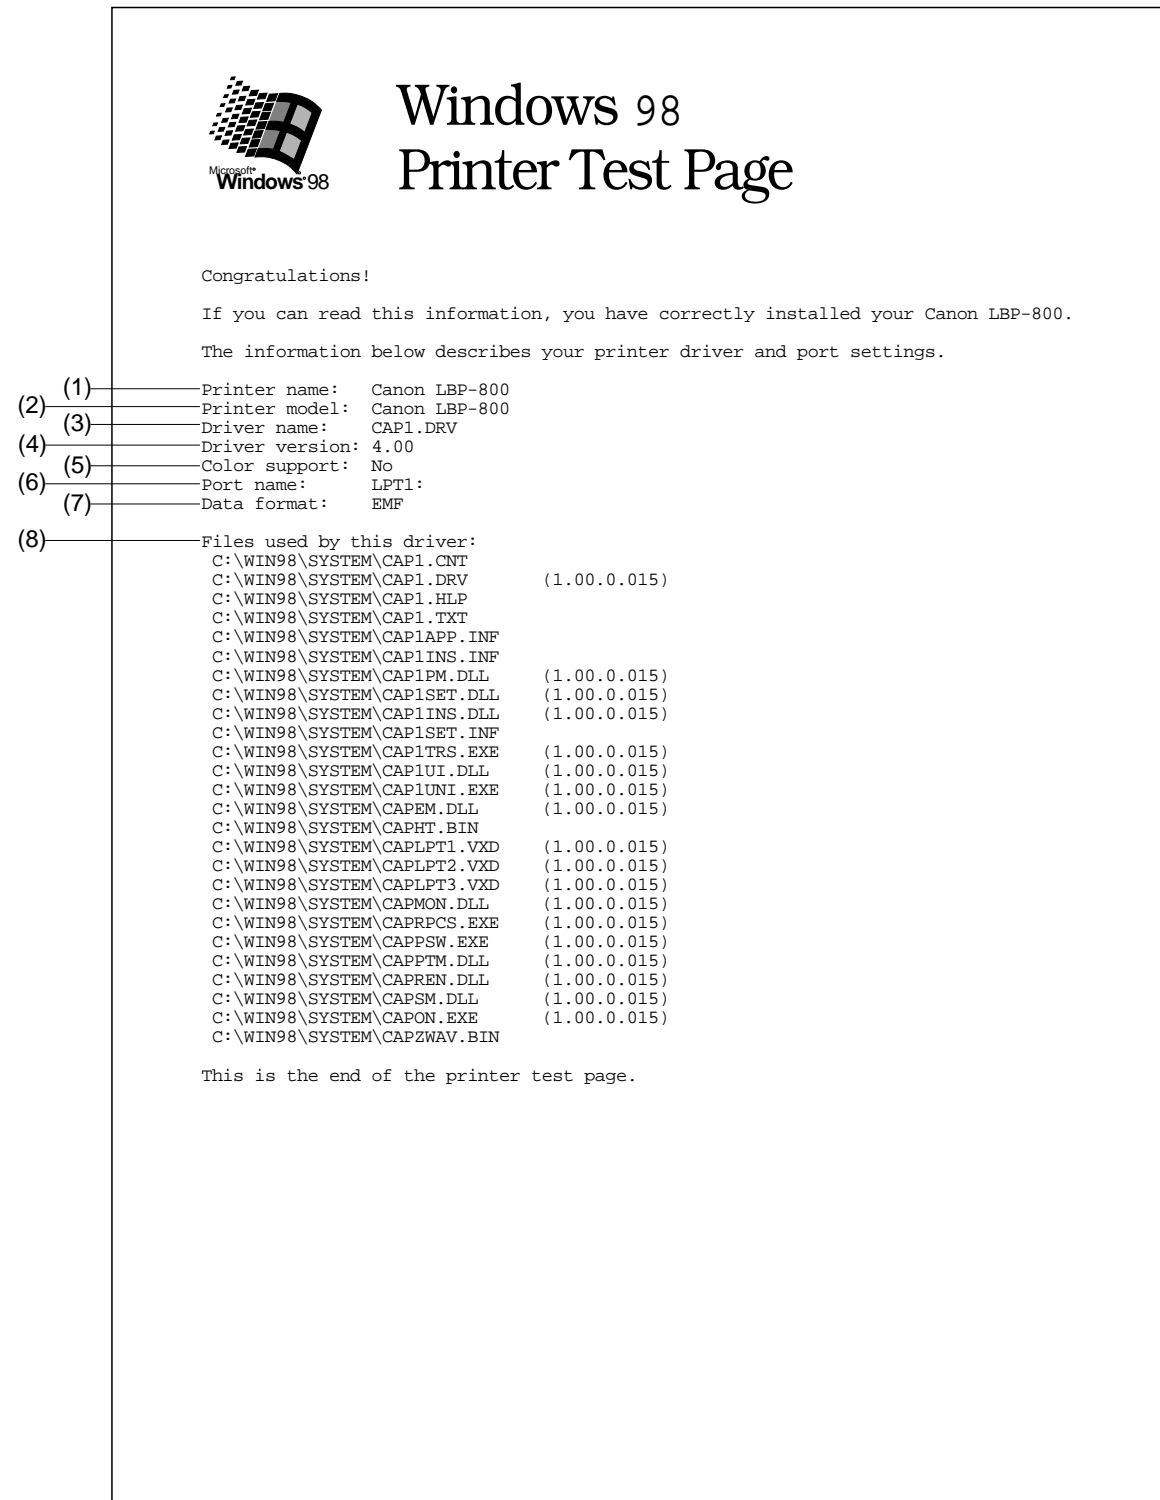 Microsoft®
Windows®98
Windows 98
Printer Test Page
Congratulations!
If you can read this information, you have correctly installed your Canon LBP-800.
The information below describes your printer driver and port settings.
(1) Printer name: Canon LBP-800
(2) Printer model: Canon LBP-800
(3) Driver name: CAP1.DRV
(4) Driver version: 4.00
(5) Color support: No
(6) Port name: LPT1:
(7) Data format: EMF
(8) Files used by this driver:
C:\WIN98\SYSTEM\CAP1.CNT
C:\WIN98\SYSTEM\CAP1.DRV (1.00.0.015)
C:\WIN98\SYSTEM\CAP1.HLP
C:\WIN98\SYSTEM\CAP1.TXT
C:\WIN98\SYSTEM\CAP1APP.INF
C:\WIN98\SYSTEM\CAP1INS.INF
C:\WIN98\SYSTEM\CAP1PM.DLL (1.00.0.015)
C:\WIN98\SYSTEM\CAP1SET.DLL (1.00.0.015)
C:\WIN98\SYSTEM\CAP1INS.DLL (1.00.0.015)
C:\WIN98\SYSTEM\CAP1SET.INF
C:\WIN98\SYSTEM\CAP1TRS.EXE (1.00.0.015)
C:\WIN98\SYSTEM\CAP1UI.DLL (1.00.0.015)
C:\WIN98\SYSTEM\CAP1UNI.EXE (1.00.0.015)
C:\WIN98\SYSTEM\CAPEM.DLL (1.00.0.015)
C:\WIN98\SYSTEM\CAPHT.BIN
C:\WIN98\SYSTEM\CAPLPT1.VXD (1.00.0.015)
C:\WIN98\SYSTEM\CAPLPT2.VXD (1.00.0.015)
C:\WIN98\SYSTEM\CAPLPT3.VXD (1.00.0.015)
C:\WIN98\SYSTEM\CAPMON.DLL (1.00.0.015)
C:\WIN98\SYSTEM\CAPRPCS.EXE (1.00.0.015)
C:\WIN98\SYSTEM\CAPPSW.EXE (1.00.0.015)
C:\WIN98\SYSTEM\CAPPTM.DLL (1.00.0.015)
C:\WIN98\SYSTEM\CAPREN.DLL (1.00.0.015)
C:\WIN98\SYSTEM\CAPSM.DLL (1.00.0.015)
C:\WIN98\SYSTEM\CAPON.EXE (1.00.0.015)
C:\WIN98\SYSTEM\CAPZWAV.BIN
This is the end of the printer test page.